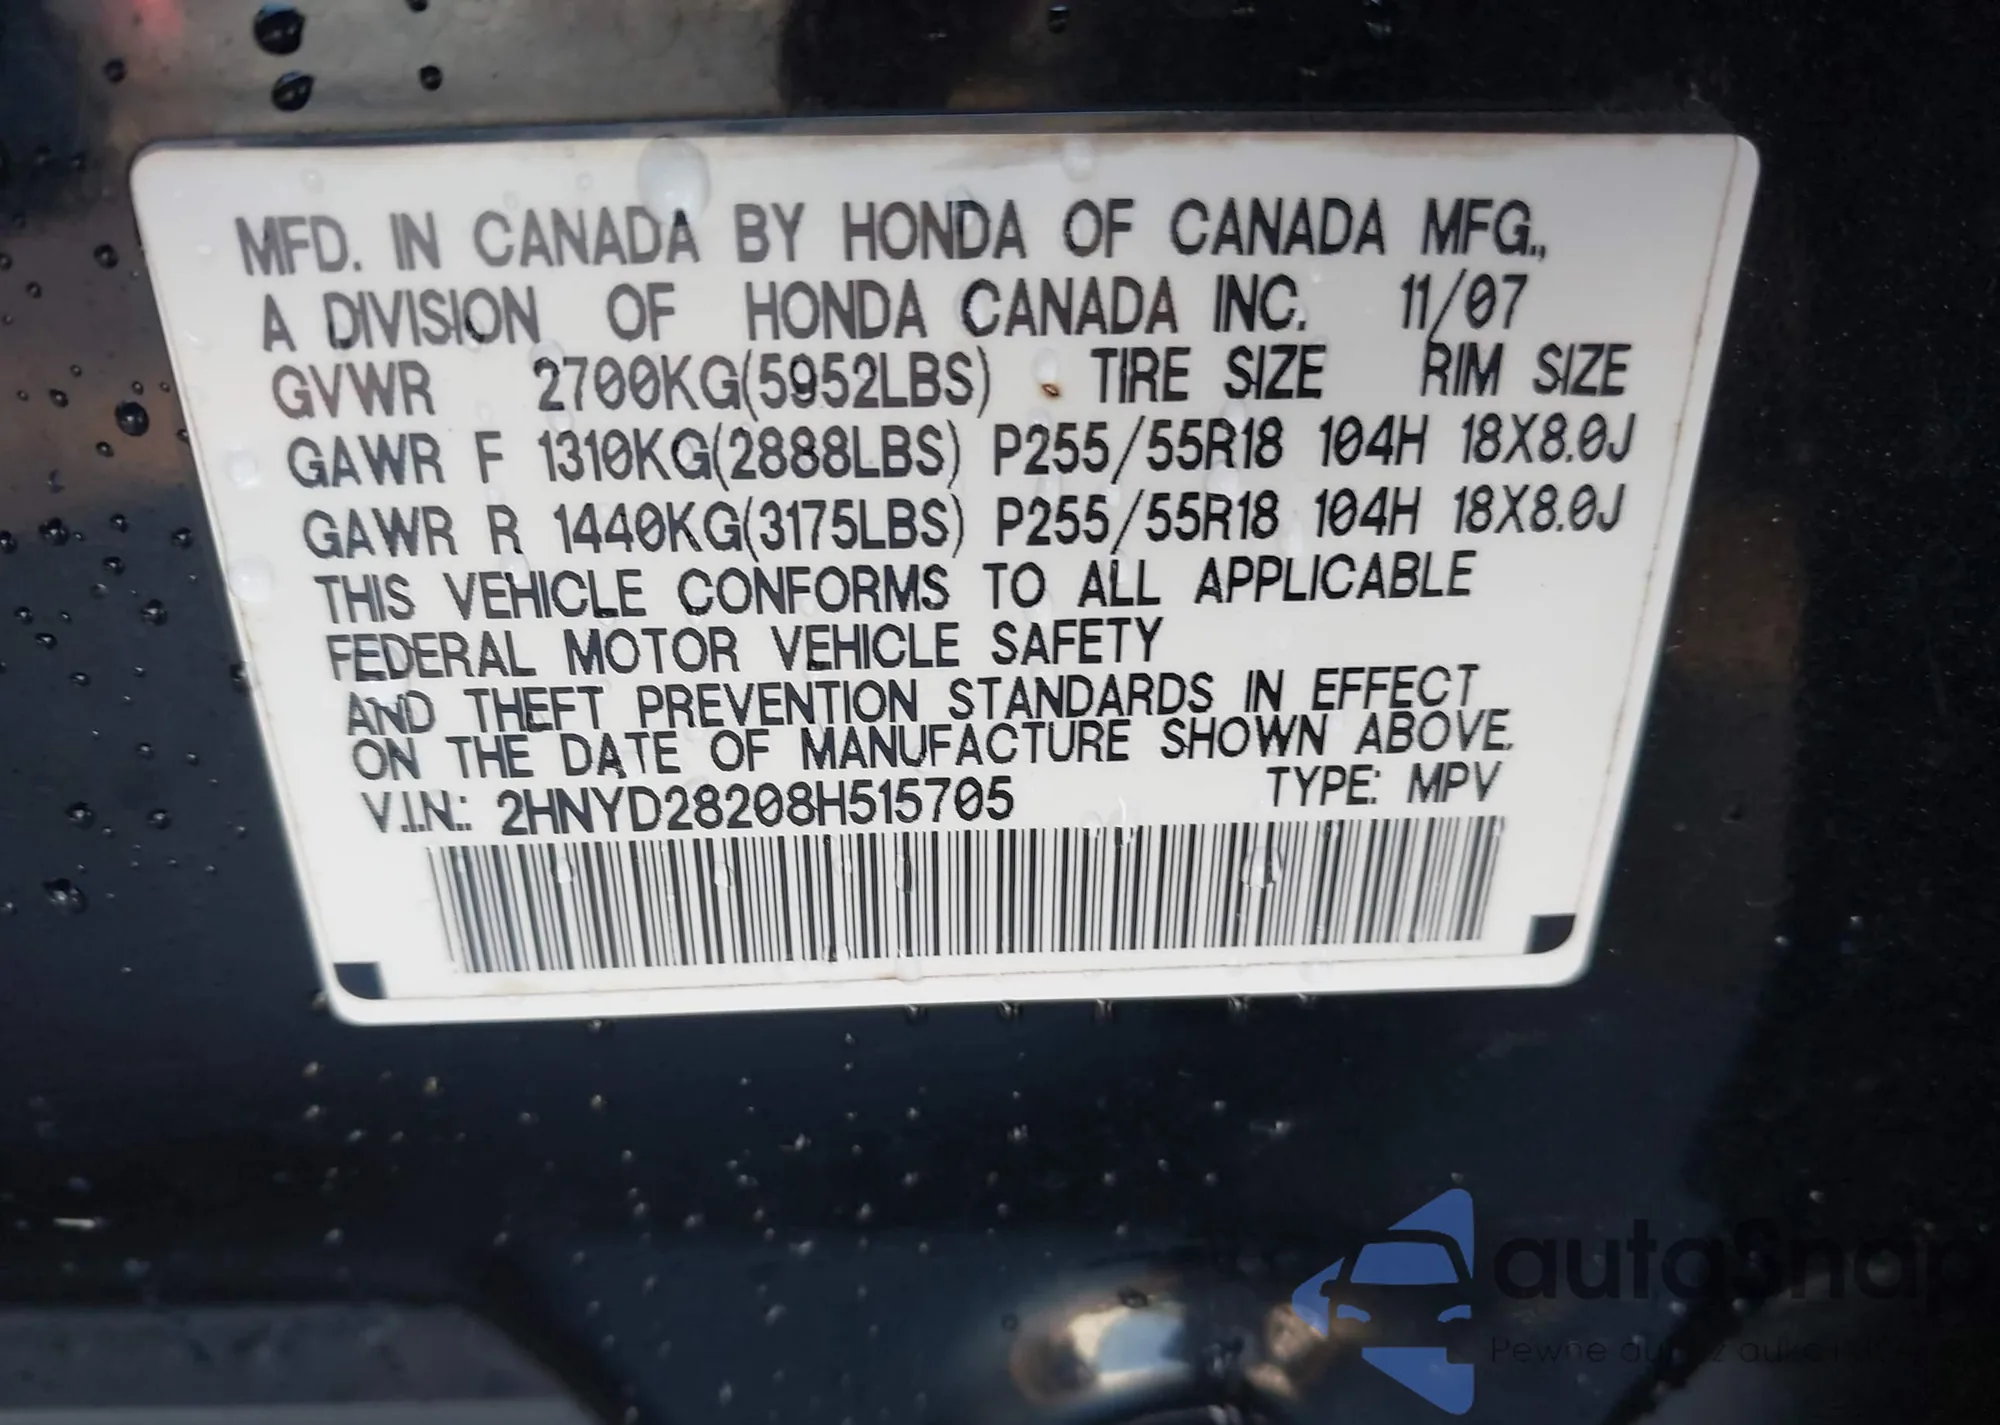 MFD. IN CANADA BY HONDA OF CANADA MFG.,
A DIVISION OF HONDA CANADA INC. 11/07
GVWR 2700KG(5952LBS) TIRE SIZE RIM SIZE
GAWR F 1310KG(2888LBS) P255/55R18 104H 18X8.0J
GAWR R 1440KG(3175LBS) P255/55R18 104H 18X8.0J
THIS VEHICLE CONFORMS TO ALL APPLICABLE
FEDERAL MOTOR VEHICLE SAFETY
AND THEFT PREVENTION STANDARDS IN EFFECT
ON THE DATE OF MANUFACTURE SHOWN ABOVE.
V.I.N.: 2HNYD28208H515705 TYPE: MPV
autaSnap
Pewne auta z